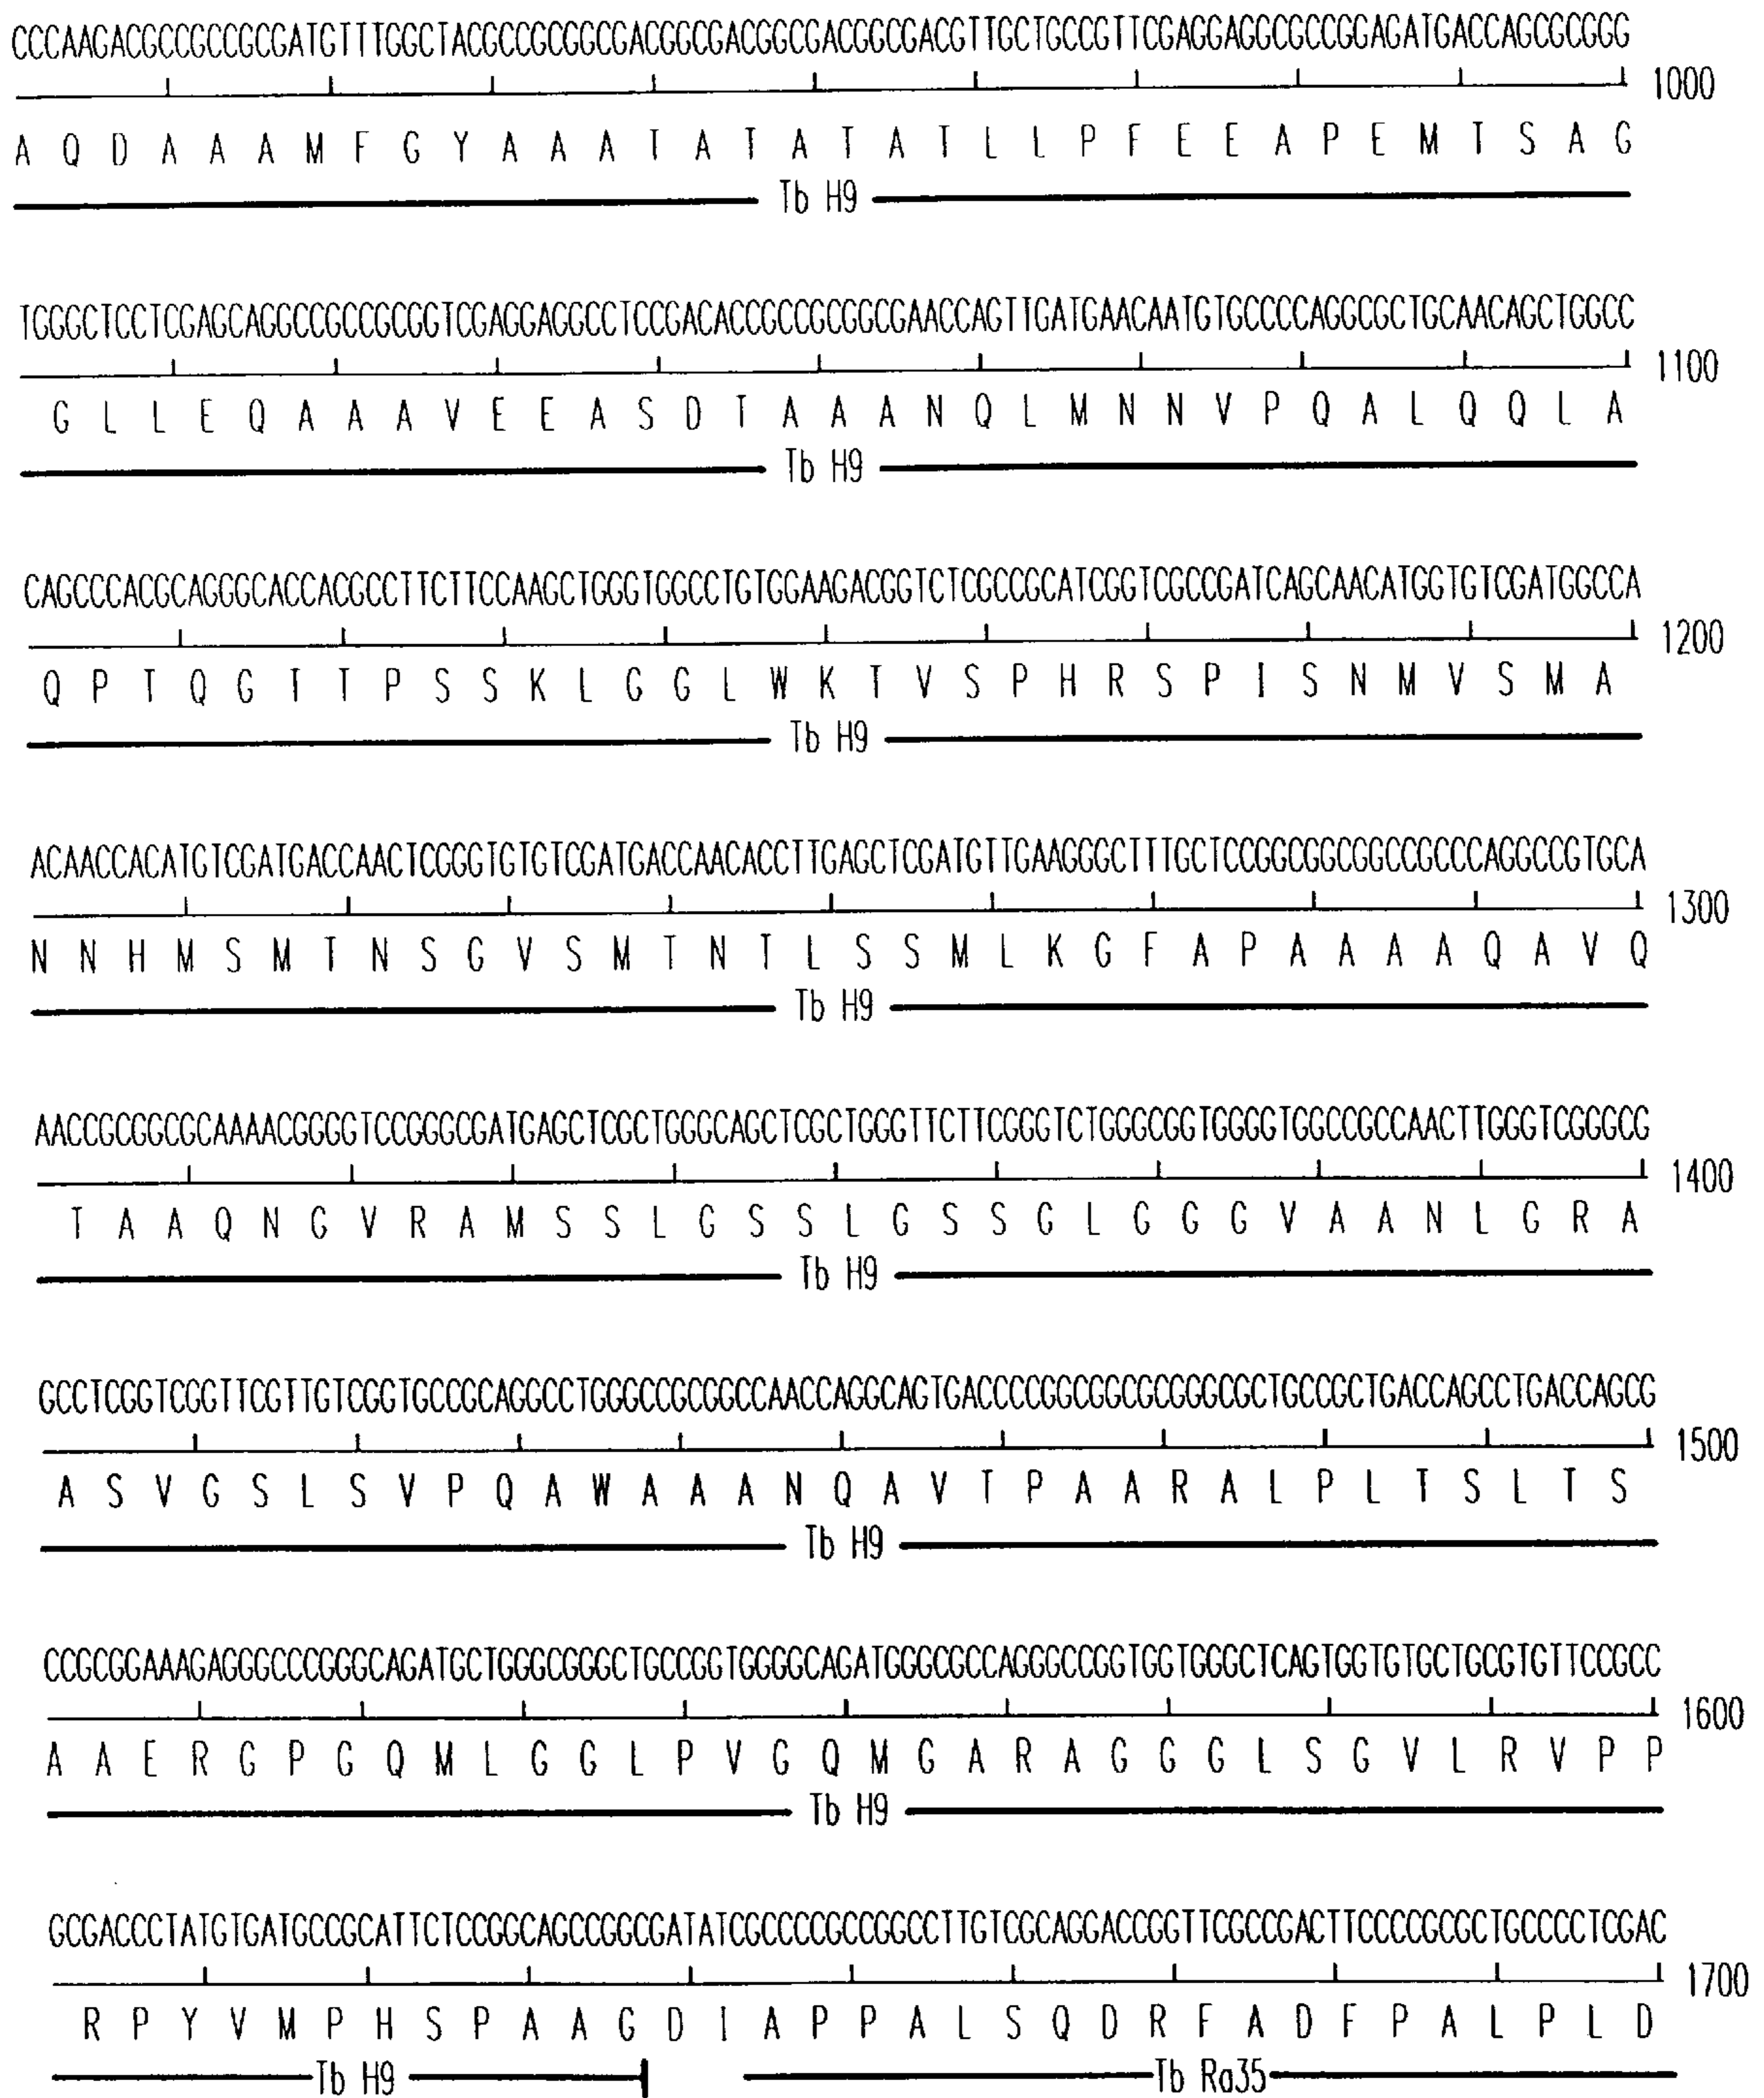 CCCAAGACGCCGCCGCGATGTTTGGCTACGCCGCGGCGACGGCGACGGCGACGGCGACGTTGCTGCCGTTCGAGGAGGCGCCGGAGATGACCAGCGCGGG
1000
A Q D A A A M F G Y A A A T A T A T A T L L P F E E A P E M T S A G
Tb H9
TGGGCTCCTCGAGCAGGCCGCCGCGGTCGAGGAGGCCTCCGACACCGCCGCGGCGAACCAGTTGATGAACAATGTGCCCCAGGCGCTGCAACAGCTGGCC
1100
G L L E Q A A A V E E A S D T A A A N Q L M N N V P Q A L Q Q L A
Tb H9
CAGCCCACGCAGGGCACCACGCCTTCTTCCAAGCTGGGTGGCCTGTGGAAGACGGTCTCGCCGCATCGGTCGCCGATCAGCAACATGGTGTCGATGGCCA
1200
Q P T Q G T T P S S K L G G L W K T V S P H R S P I S N M V S M A
Tb H9
ACAACCACATGTCGATGACCAACTCGGGTGTGTCGATGACCAACACCTTGAGCTCGATGTTGAAGGGCTTTGCTCCGGCGGCGGCCGCCCAGGCCGTGCA
1300
N N H M S M T N S G V S M T N T L S S M L K G F A P A A A A Q A V Q
Tb H9
AACCGCGGCGCAAAACGGGGTCCGGGCGATGAGCTCGCTGGGCAGCTCGCTGGGTTCTTCGGGTCTGGGCGGTGGGGTGGCCGCCAACTTGGGTCGGGCG
1400
T A A Q N G V R A M S S L G S S L G S S G L G G G V A A N L G R A
Tb H9
GCCTCGGTCGGTTCGTTGTCGGTGCCGCAGGCCTGGGCCGCGGCCAACCAGGCAGTGACCCCGGCGGCGCGGGCGCTGCCGCTGACCAGCCTGACCAGCG
1500
A S V G S L S V P Q A W A A A N Q A V T P A A R A L P L T S L T S
Tb H9
CCGCGGAAAGAGGGCCCGGGCAGATGCTGGGCGGGCTGCCGGTGGGGCAGATGGGCGCCAGGGCCGGTGGTGGGCTCAGTGGTGTGCTGCGTGTTCCGCC
1600
A A E R G P G Q M L G G L P V G Q M G A R A G G G L S G V L R V P P
Tb H9
GCGACCCTATGTGATGCCGCATTCTCCGGCAGCCGGCGATATCGCCCCGCCGGCCTTGTCGCAGGACCGGTTCGCCGACTTCCCCGCGCTGCCCCTCGAC
1700
R P Y V M P H S P A A G D I A P P A L S Q D R F A D F P A L P L D
Tb H9 Tb Ra35